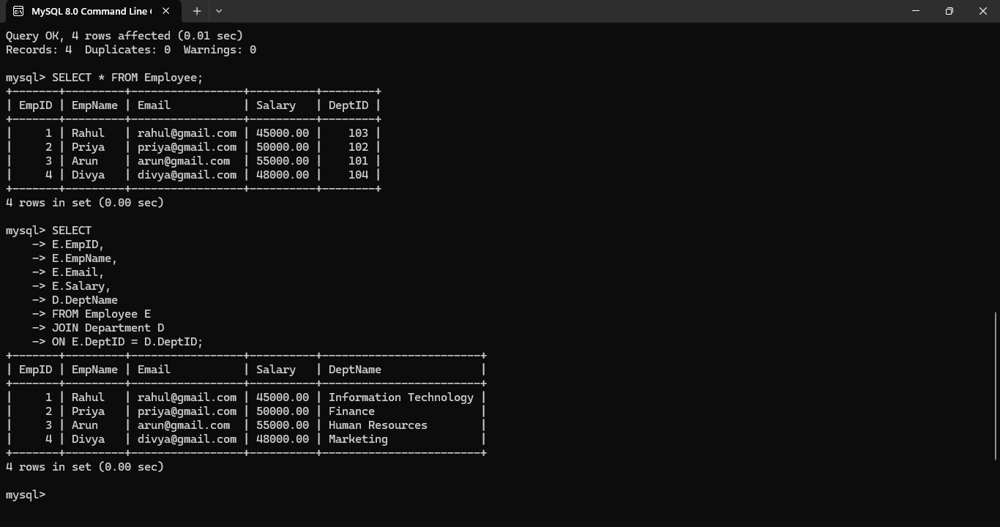 MySQL 8.0 Command Line
Query OK, 4 rows affected (0.01 sec)
Records: 4  Duplicates: 0  Warnings: 0
mysql> SELECT * FROM Employee;
+-------+---------+-----------------+----------+--------+
| EmpID | EmpName | Email           | Salary   | DeptID |
+-------+---------+-----------------+----------+--------+
|     1 | Rahul   | rahul@gmail.com | 45000.00 |    103 |
|     2 | Priya   | priya@gmail.com | 50000.00 |    102 |
|     3 | Arun    | arun@gmail.com  | 55000.00 |    101 |
|     4 | Divya   | divya@gmail.com | 48000.00 |    104 |
+-------+---------+-----------------+----------+--------+
4 rows in set (0.00 sec)
mysql> SELECT
    -> E.EmpID,
    -> E.EmpName,
    -> E.Email,
    -> E.Salary,
    -> D.DeptName
    -> FROM Employee E
    -> JOIN Department D
    -> ON E.DeptID = D.DeptID;
+-------+---------+-----------------+----------+------------------------+
| EmpID | EmpName | Email           | Salary   | DeptName               |
+-------+---------+-----------------+----------+------------------------+
|     1 | Rahul   | rahul@gmail.com | 45000.00 | Information Technology |
|     2 | Priya   | priya@gmail.com | 50000.00 | Finance                |
|     3 | Arun    | arun@gmail.com  | 55000.00 | Human Resources        |
|     4 | Divya   | divya@gmail.com | 48000.00 | Marketing              |
+-------+---------+-----------------+----------+------------------------+
4 rows in set (0.00 sec)
mysql>